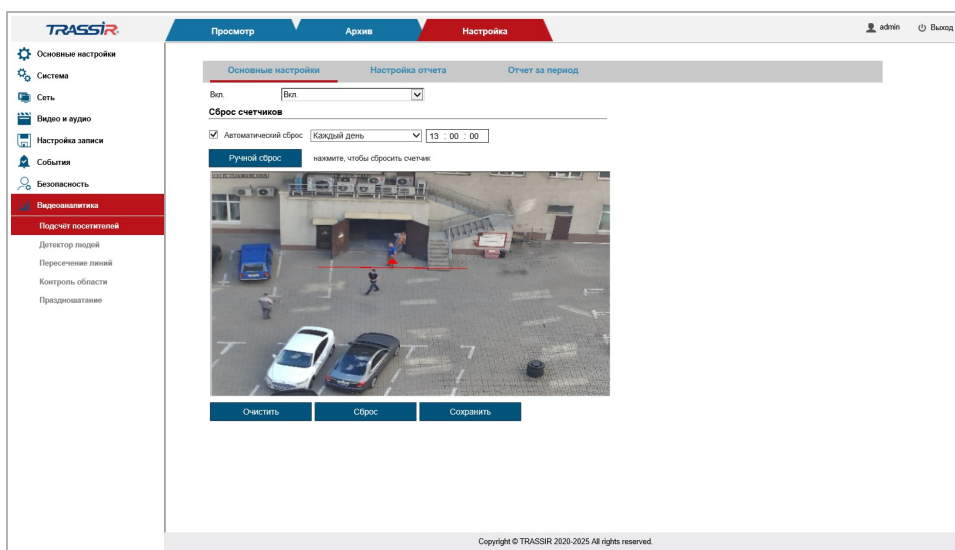 TRASSIR
Просмотр
Архив
Настройка
admin
Выход
Основные настройки
Система
Сеть
Видео и аудио
Настройка записи
События
Безопасность
Видеоаналитика
Подсчёт посетителей
Детектор людей
Пересечение линий
Контроль области
Праздношатание
Основные настройки
Настройка отчета
Отчет за период
Вкл.
Вкл.
Сброс счетчиков
Автоматический сброс
Каждый день
13 : 00 : 00
Ручной сброс
нажмите, чтобы сбросить счетчик
Очистить
Сброс
Сохранить
Copyright © TRASSIR 2020-2025 All rights reserved.